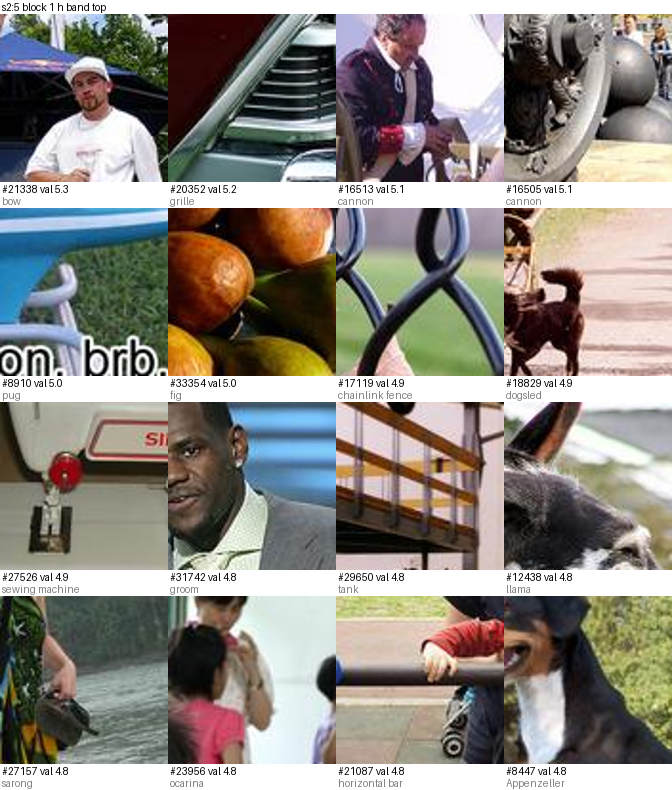 s2:5 block 1 h band top
#21338 val 5.3
bow
#20352 val 5.2
grille
#16513 val 5.1
cannon
#16505 val 5.1
cannon
on. brb.
#8910 val 5.0
pug
#33354 val 5.0
fig
#17119 val 4.9
chainlink fence
#18829 val 4.9
dogsled
SI
#27526 val 4.9
sewing machine
#31742 val 4.8
groom
#29650 val 4.8
tank
#12438 val 4.8
llama
#27157 val 4.8
sarong
#23956 val 4.8
ocarina
#21087 val 4.8
horizontal bar
#8447 val 4.8
Appenzeller